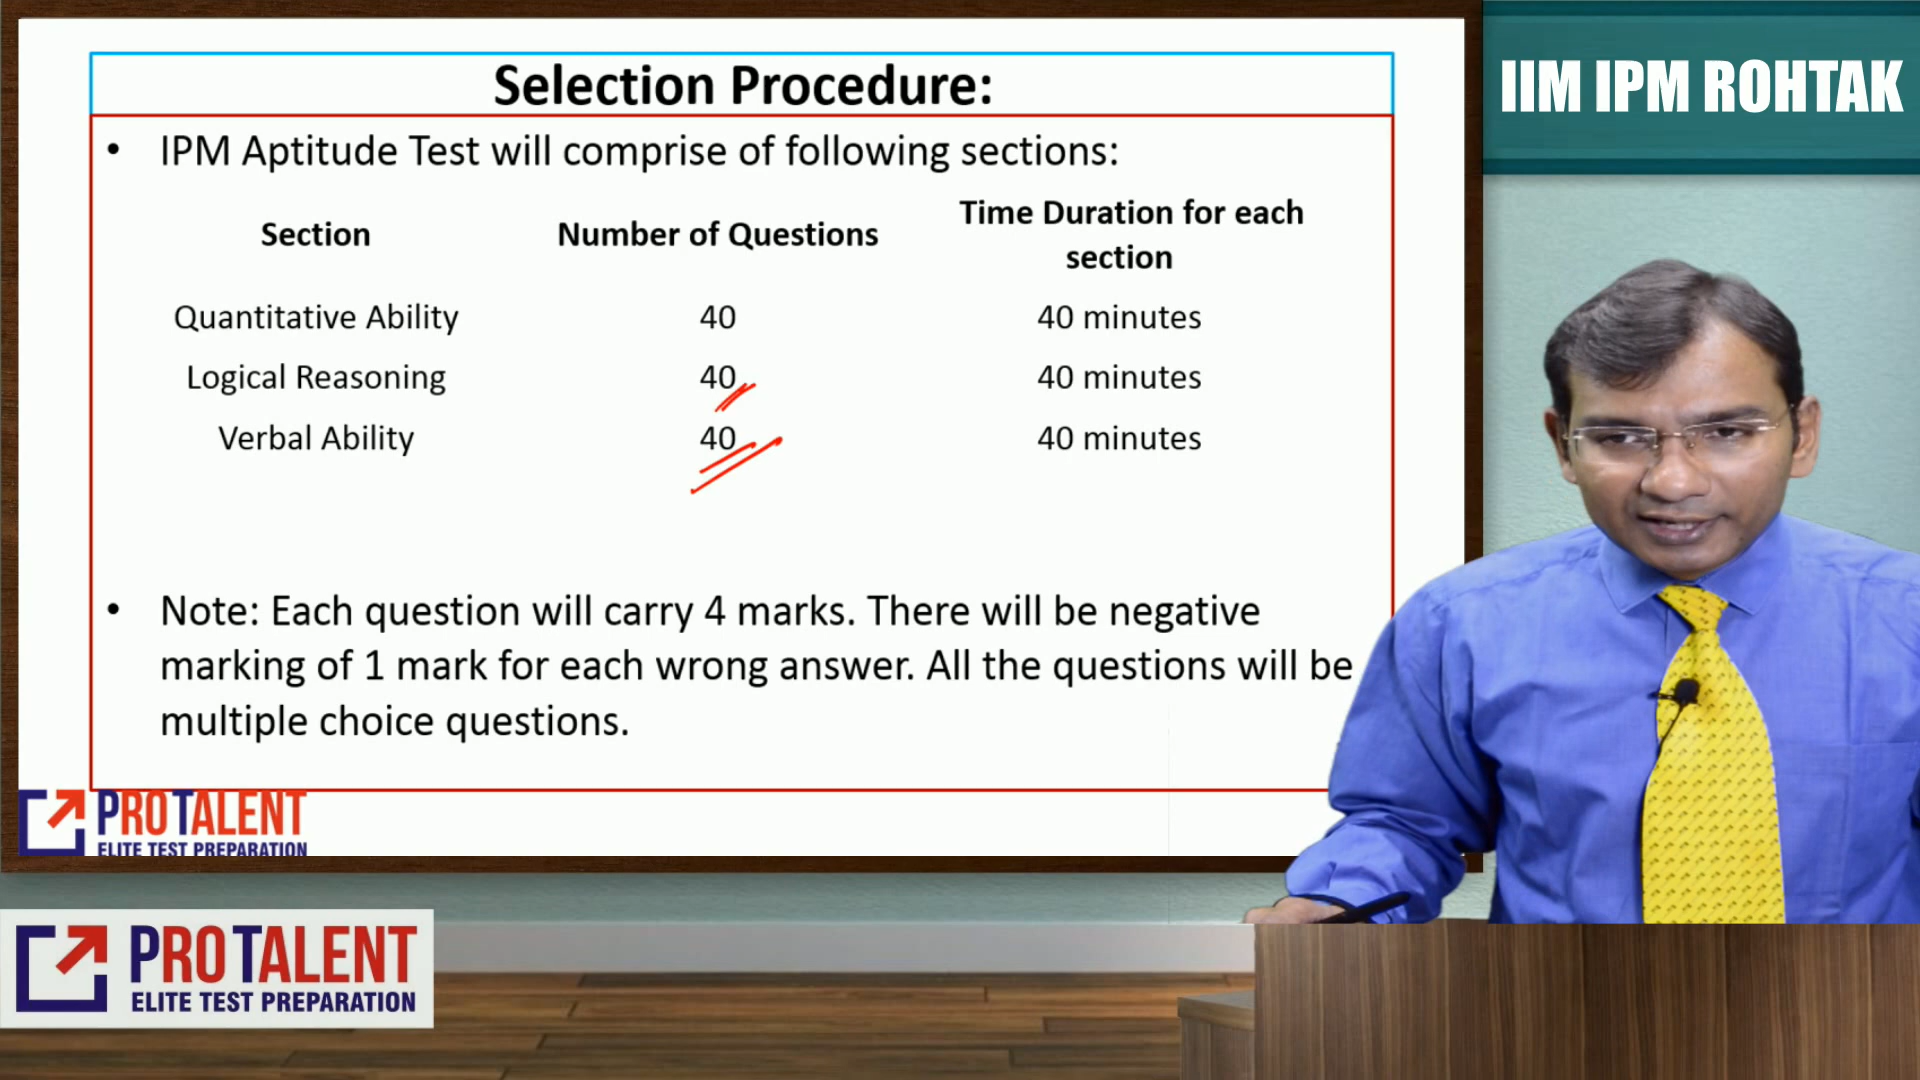 Selection Procedure:
IIM IPM ROHTAK
• IPM Aptitude Test will comprise of following sections:
Section Number of Questions Time Duration for each section
Quantitative Ability 40 40 minutes
Logical Reasoning 40 40 minutes
Verbal Ability 40 40 minutes
• Note: Each question will carry 4 marks. There will be negative
marking of 1 mark for each wrong answer. All the questions will be
multiple choice questions.
PROTALENT
ELITE TEST PREPARATION
PROTALENT
ELITE TEST PREPARATION